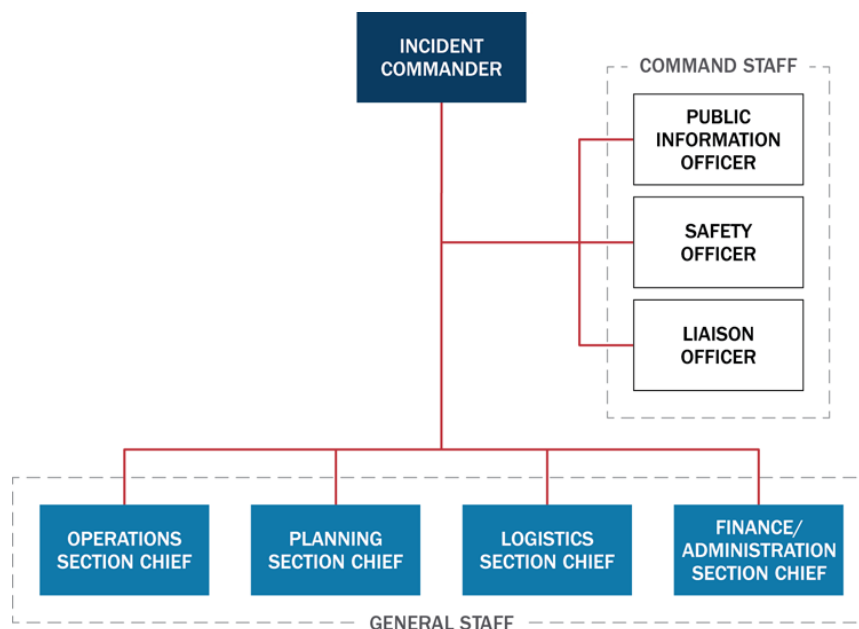 INCIDENT
COMMANDER
COMMAND STAFF
PUBLIC
INFORMATION
OFFICER
SAFETY
OFFICER
LIAISON
OFFICER
OPERATIONS
SECTION CHIEF
PLANNING
SECTION CHIEF
LOGISTICS
SECTION CHIEF
FINANCE/
ADMINISTRATION
SECTION CHIEF
GENERAL STAFF